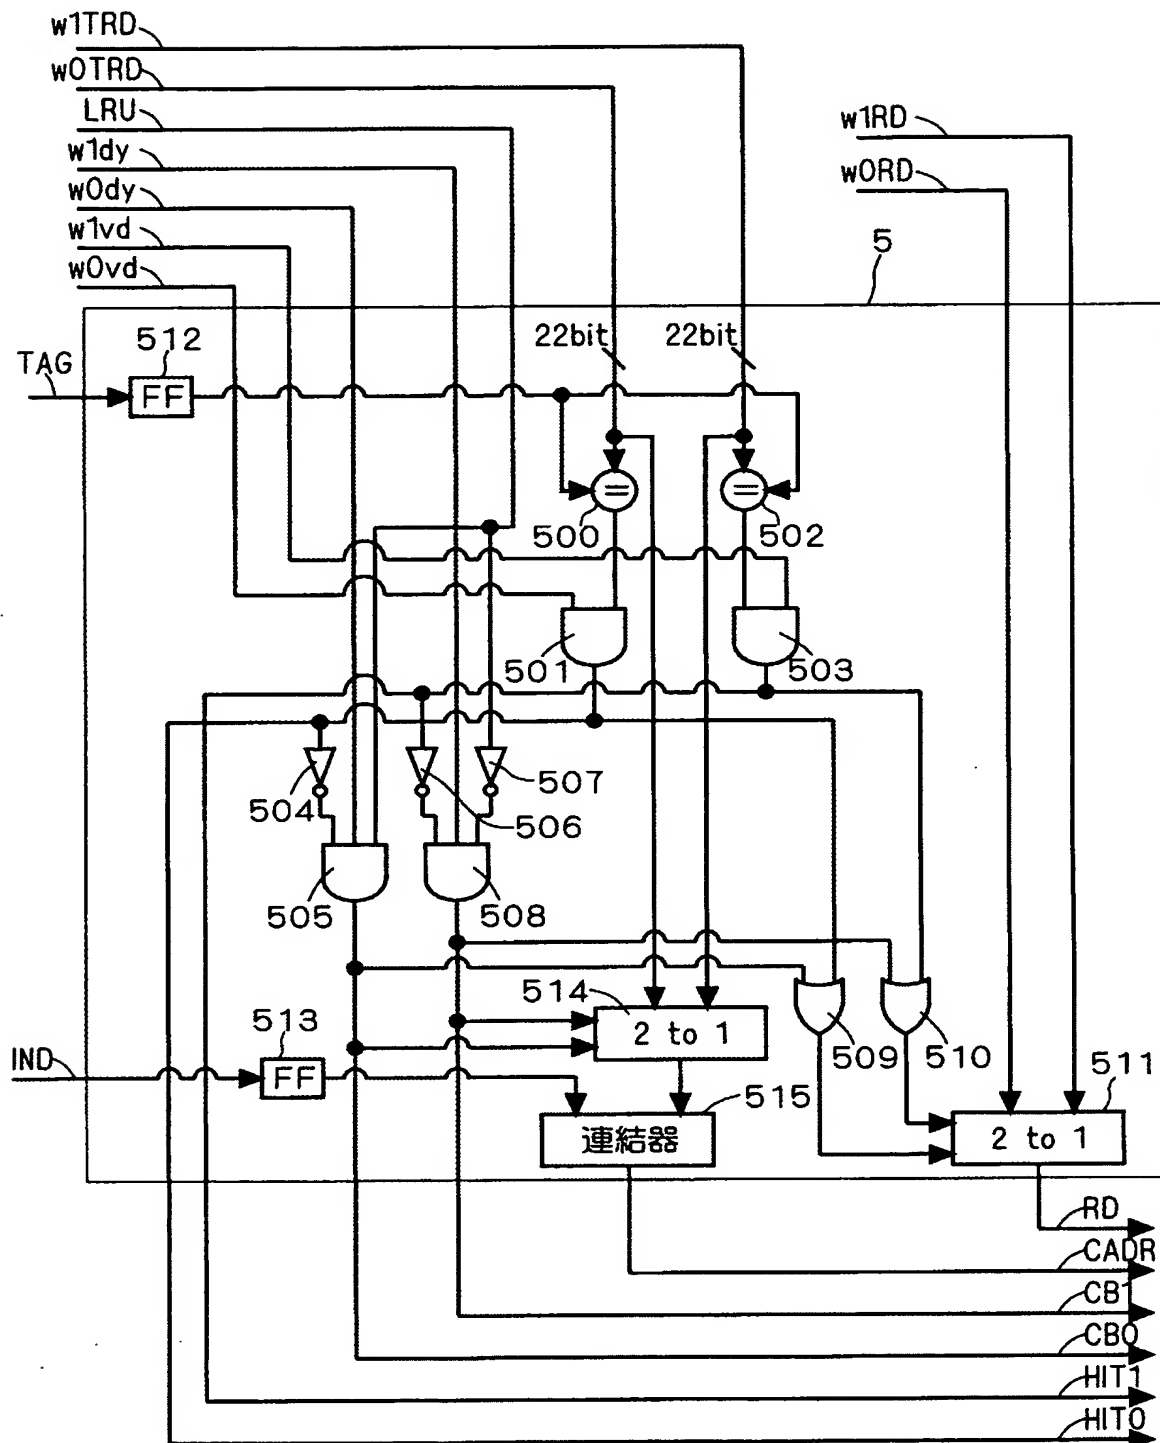 w1TRD
w0TRD
LRU
w1dy
w0dy
w1vd
w0vd
w1RD
w0RD
5
TAG
512
FF
22bit
22bit
=
=
500
502
501
503
504
507
506
505
508
514
2 to 1
509
510
511
IND
513
FF
515
連結器
2 to 1
RD
CADR
CB1
CB0
HIT1
HIT0